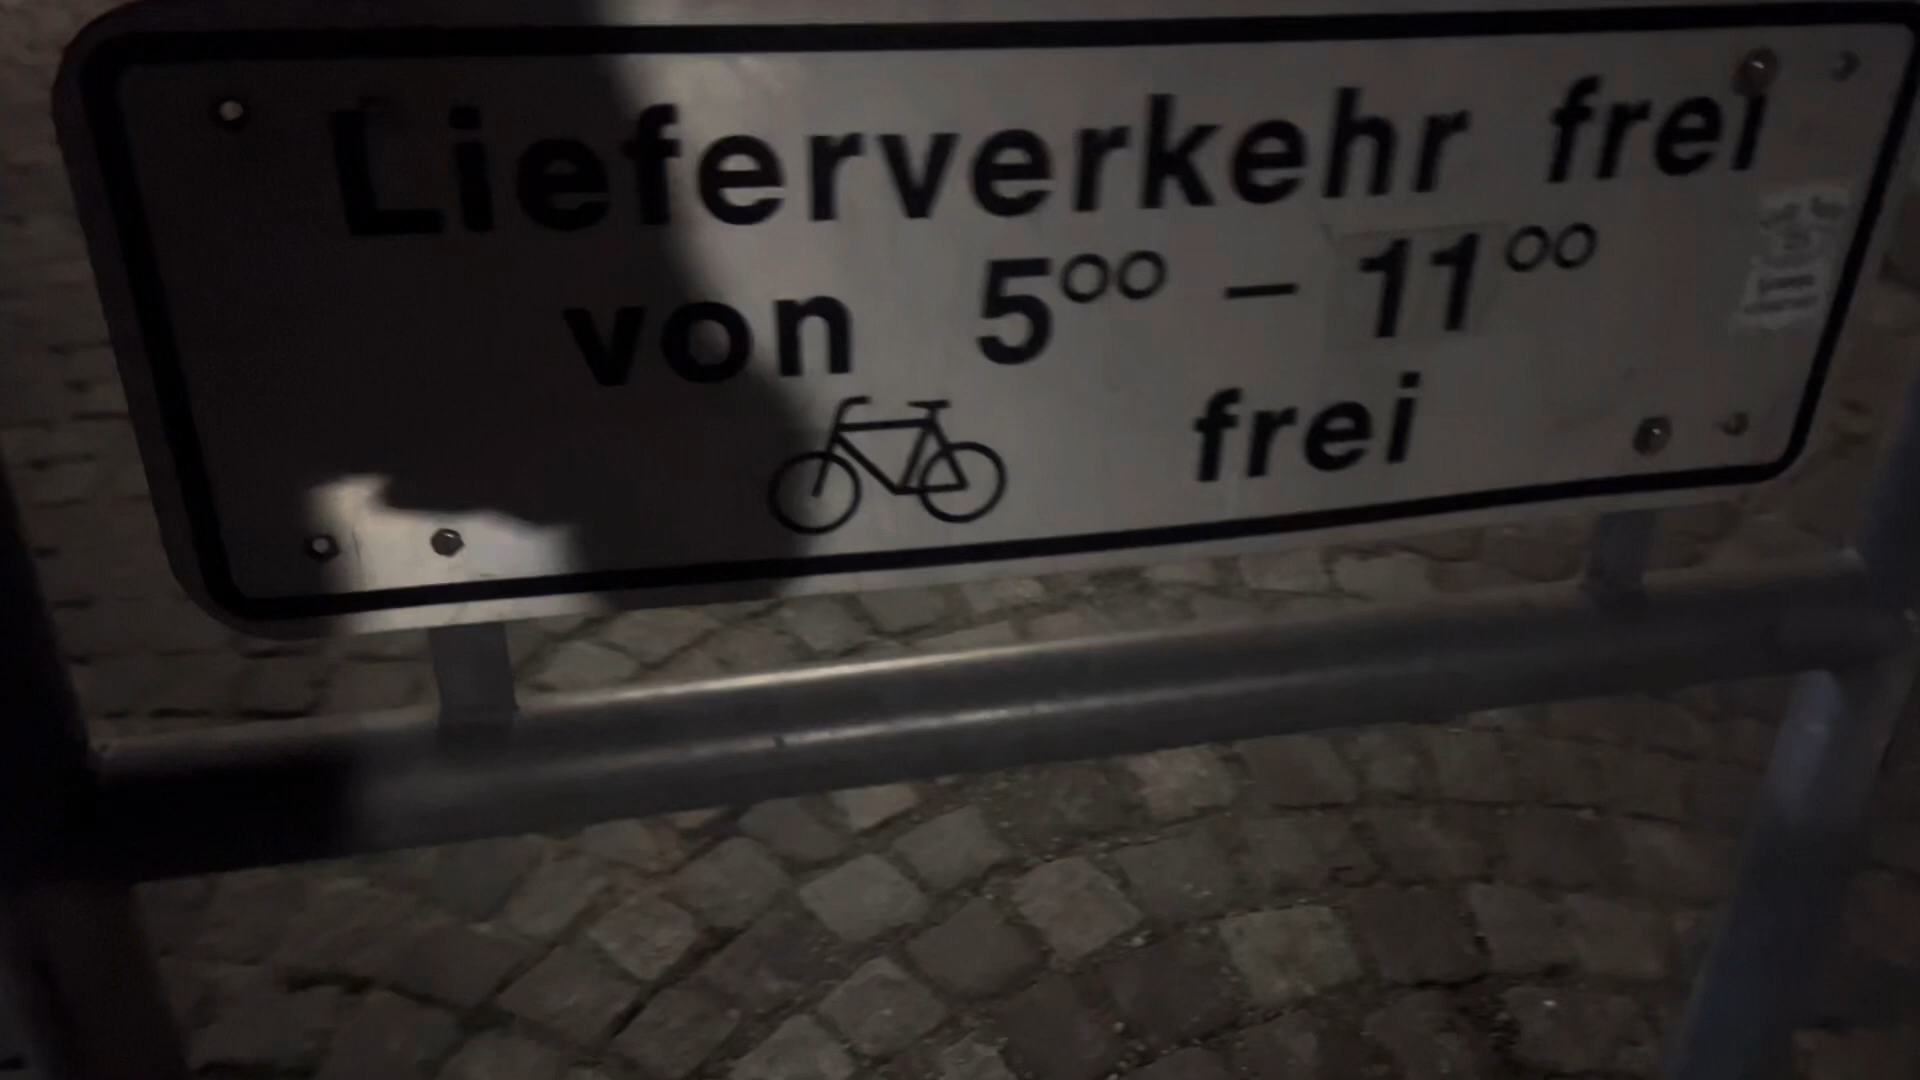 Lieferverkehr frei
von 5⁰⁰ – 11⁰⁰
frei